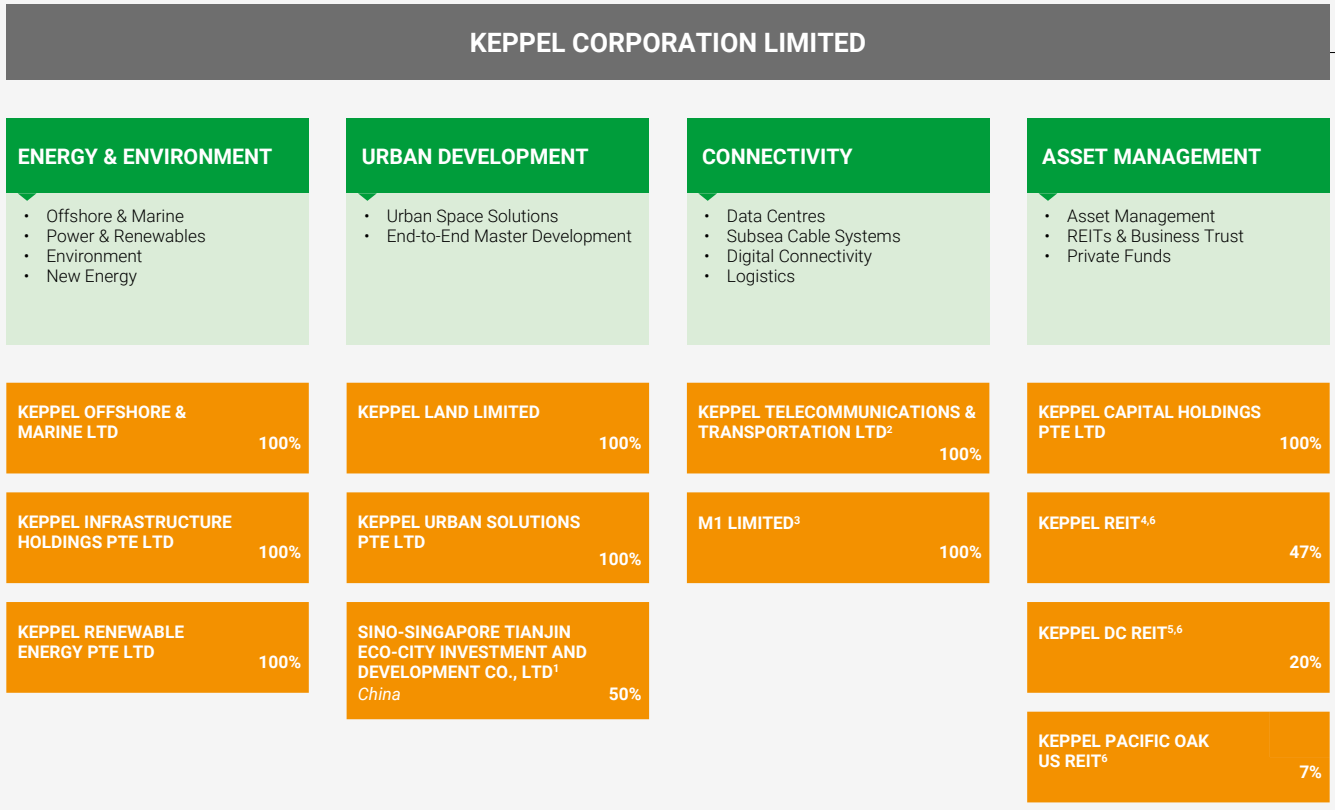 KEPPEL CORPORATION LIMITED
ENERGY & ENVIRONMENT
• Offshore & Marine
• Power & Renewables
• Environment
• New Energy
KEPPEL OFFSHORE &
MARINE LTD
100%
KEPPEL INFRASTRUCTURE
HOLDINGS PTE LTD
100%
KEPPEL RENEWABLE
ENERGY PTE LTD
100%
URBAN DEVELOPMENT
• Urban Space Solutions
• End-to-End Master Development
KEPPEL LAND LIMITED
100%
KEPPEL URBAN SOLUTIONS
PTE LTD
100%
SINO-SINGAPORE TIANJIN
ECO-CITY INVESTMENT AND
DEVELOPMENT CO., LTD¹
China 50%
CONNECTIVITY
• Data Centres
• Subsea Cable Systems
• Digital Connectivity
• Logistics
KEPPEL TELECOMMUNICATIONS &
TRANSPORTATION LTD²
100%
M1 LIMITED³
100%
ASSET MANAGEMENT
• Asset Management
• REITs & Business Trust
• Private Funds
KEPPEL CAPITAL HOLDINGS
PTE LTD
100%
KEPPEL REIT⁴,⁶
47%
KEPPEL DC REIT⁵,⁶
20%
KEPPEL PACIFIC OAK
US REIT⁶
7%